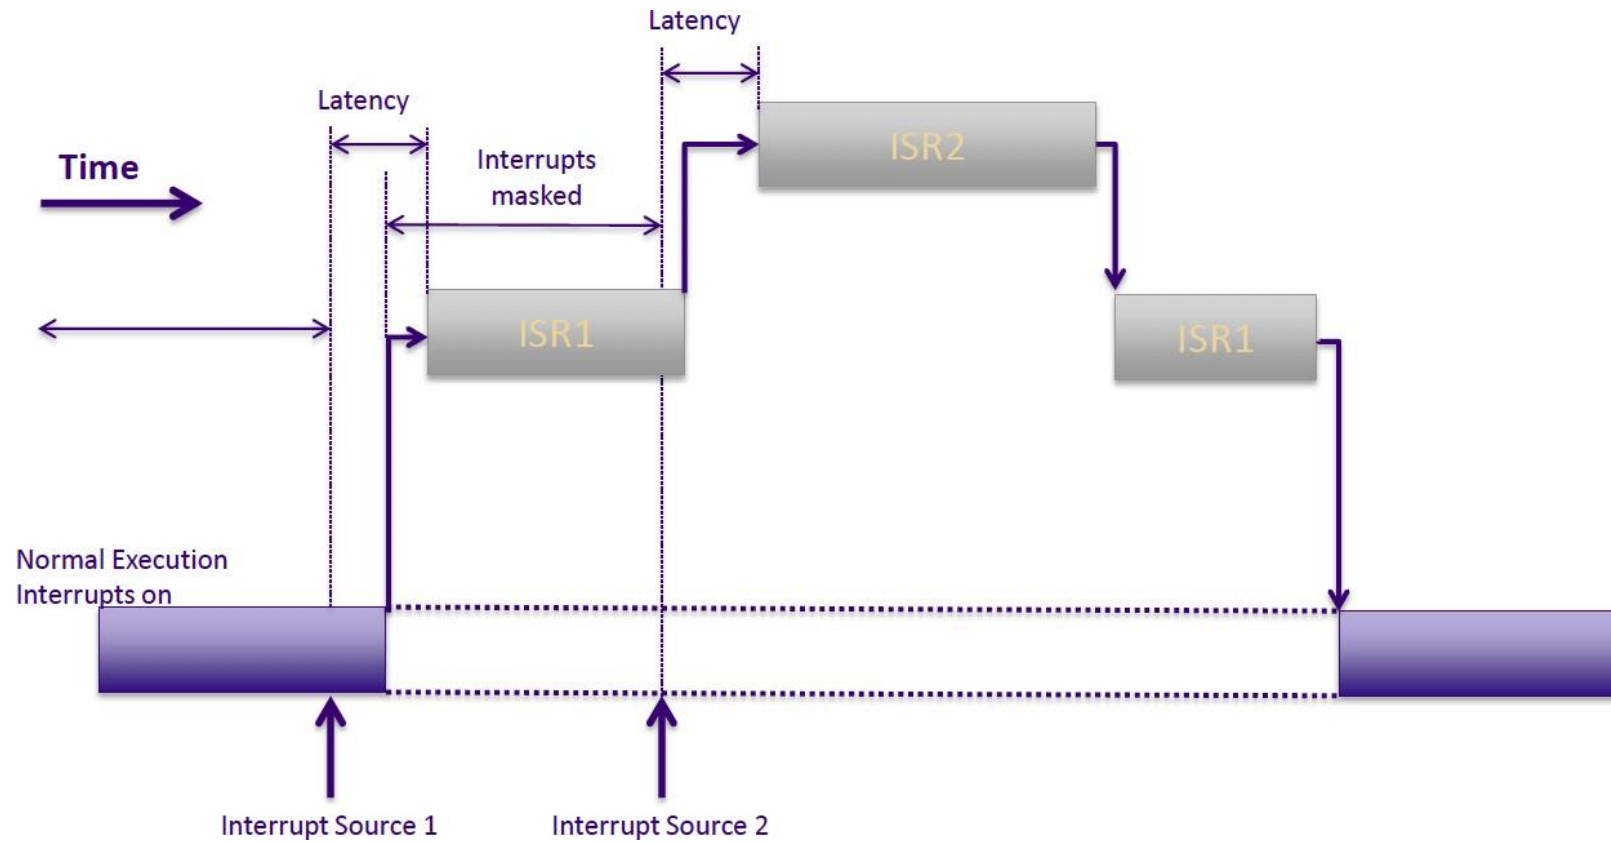 Latency
Latency
Time
Interrupts
masked
ISR2
ISR1
ISR1
Normal Execution
Interrupts on
Interrupt Source 1
Interrupt Source 2